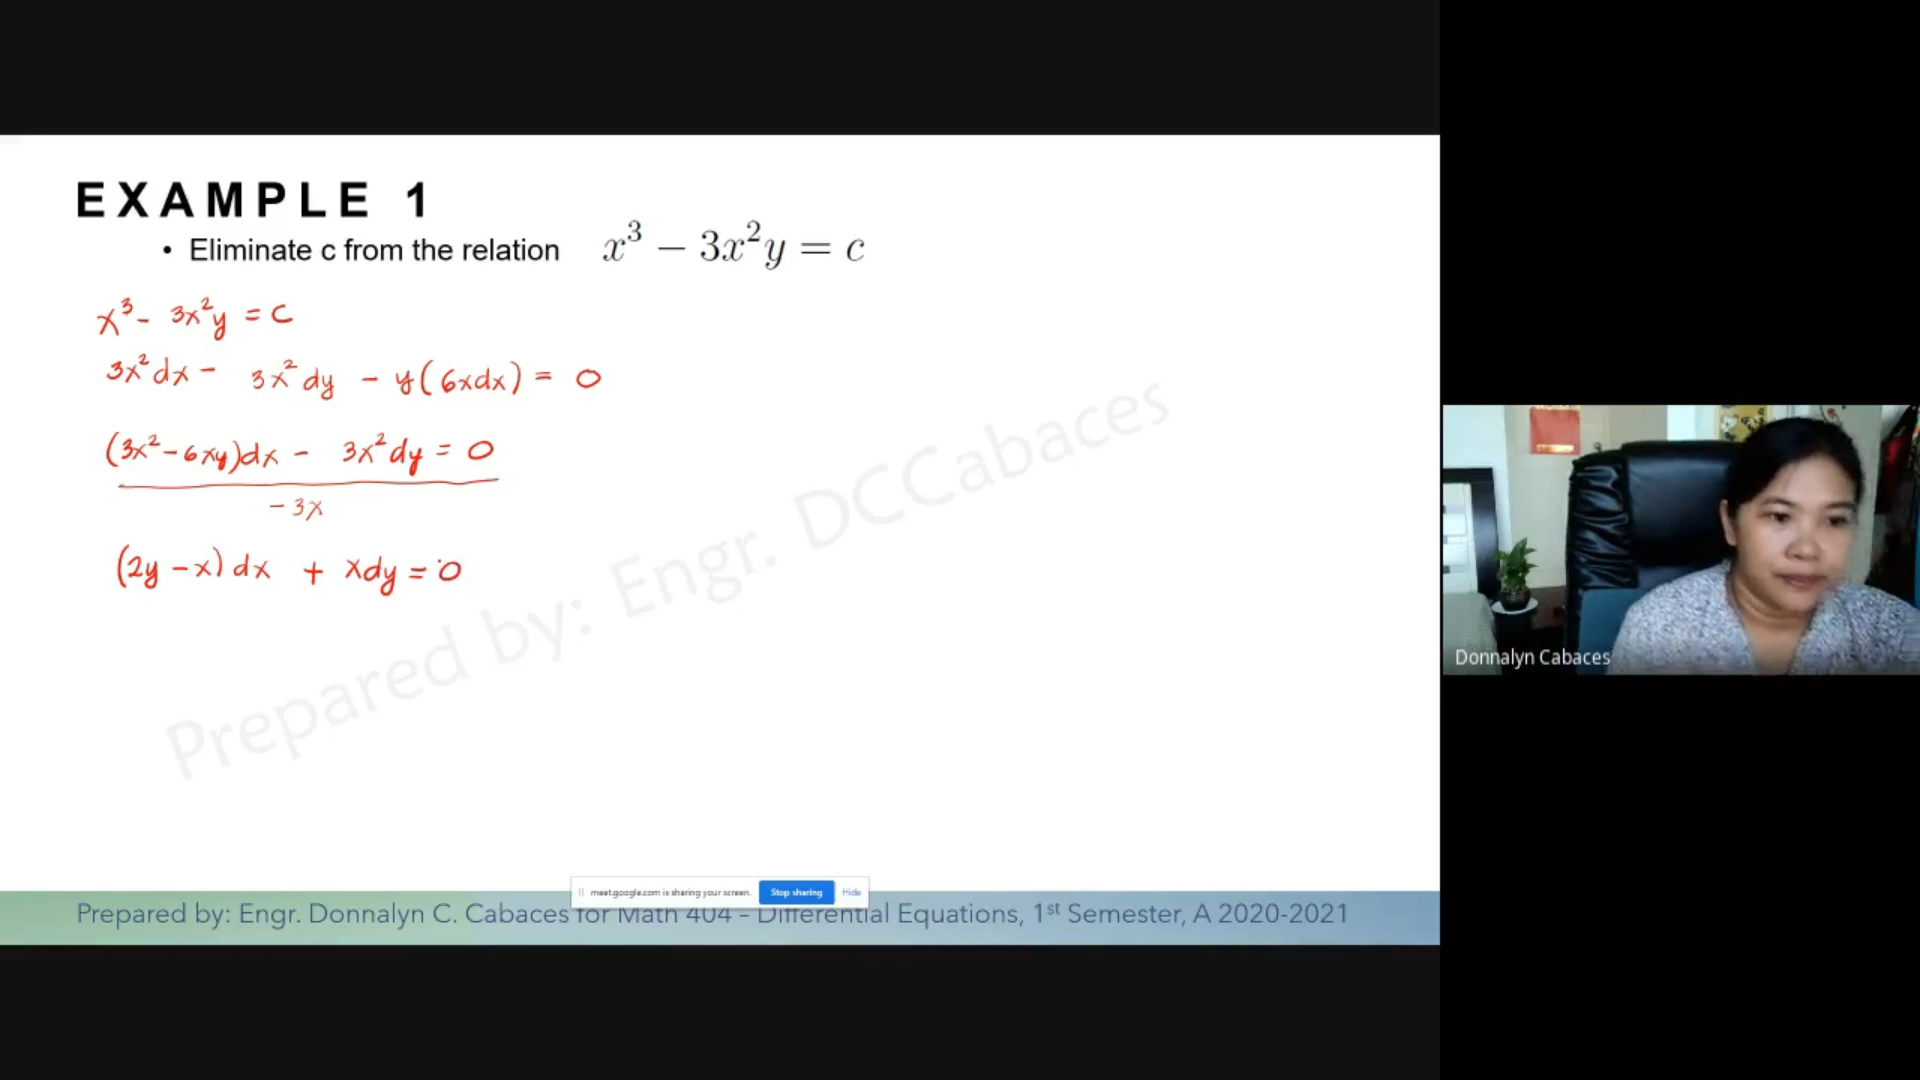 EXAMPLE 1
• Eliminate c from the relation x³ − 3x²y = c
x³ - 3x²y = c
3x²dx - 3x²dy - y(6xdx) = 0
(3x²-6xy)dx - 3x²dy = 0
-3x
(2y-x)dx + xdy = 0
Prepared by: Engr. DCCabaces
Donnalyn Cabaces
meet.google.com is sharing your screen. Stop sharing Hide
Prepared by: Engr. Donnalyn C. Cabaces for Math 404 – Differential Equations, 1st Semester, A 2020-2021